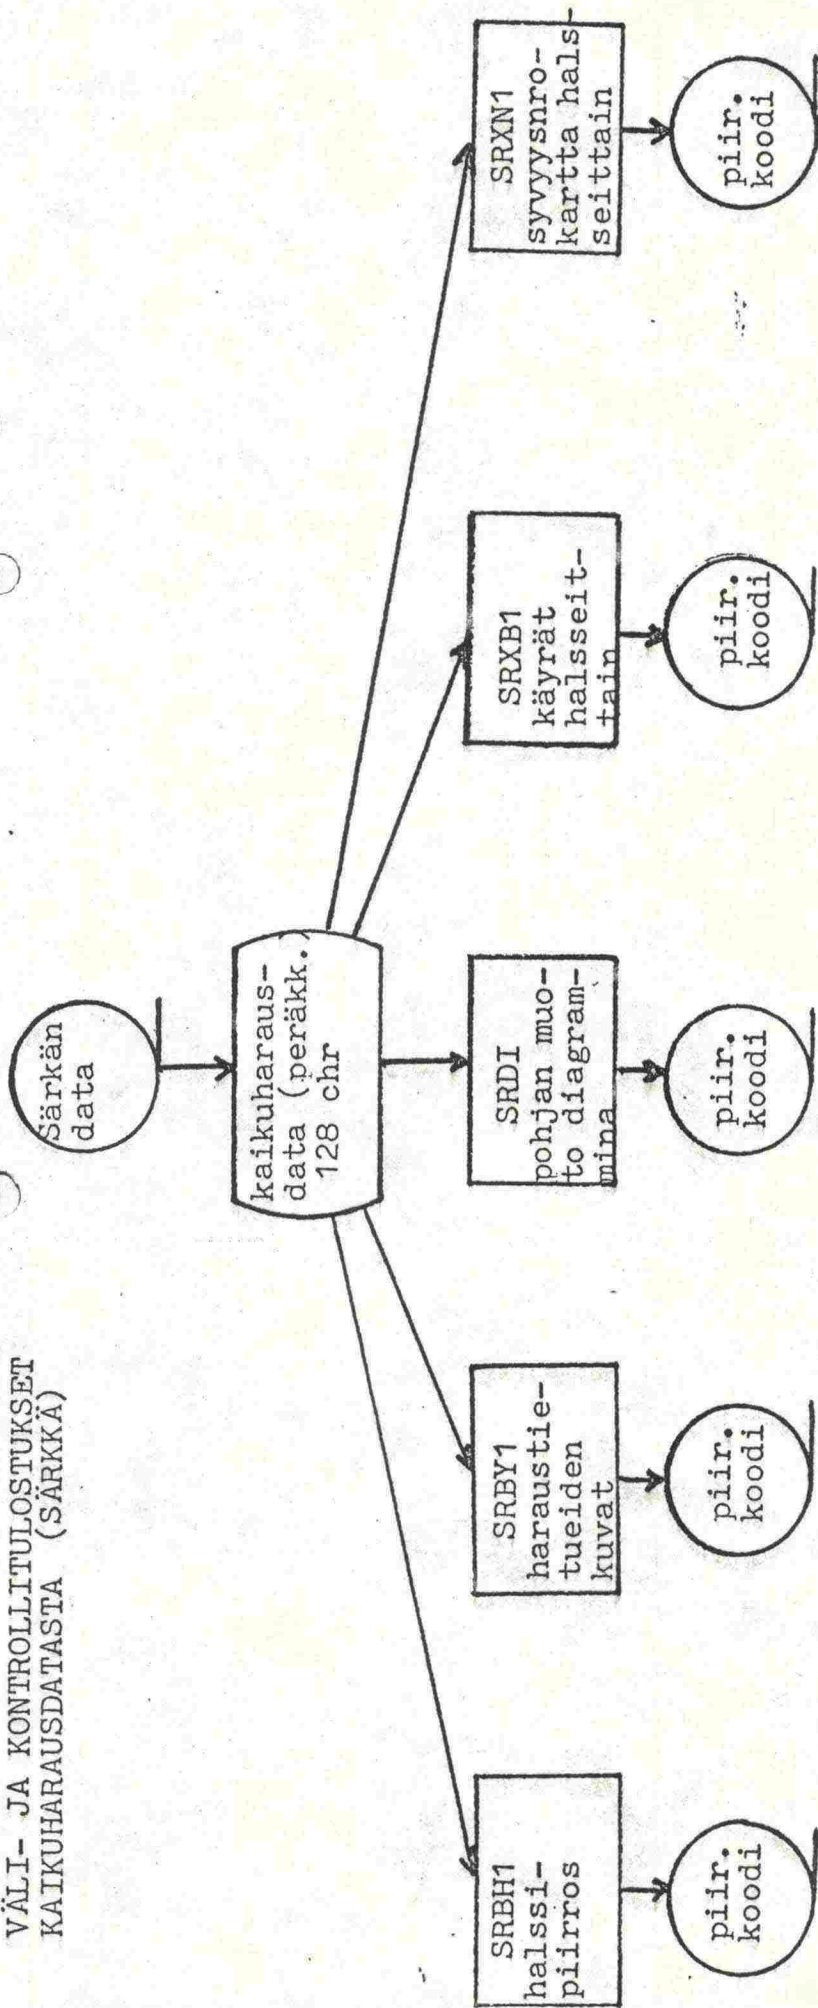 VÄLI- JA KONTROLLITULOSTUKSET
KAIKUHARAUSDATASTA (SÄRKKÄ)
Särkän
data
kaikuharaus-
data (peräkk.)
128 chr
SRBH1
halssi-
piirros
SRBY1
haraustie-
tueiden
kuvat
SRDI
pohjan muo-
to diagram-
mina
SRXB1
käyrät
halsseit-
tain
SRXN1
syvyysnro-
kartta hals-
seittain
piir.
koodi
piir.
koodi
piir.
koodi
piir.
koodi
piir.
koodi